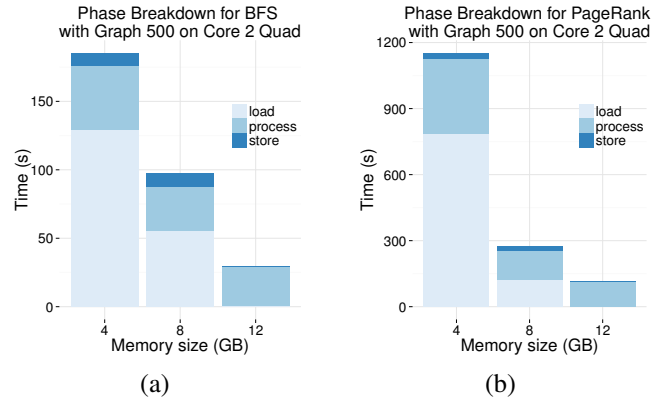 Phase Breakdown for BFS
with Graph 500 on Core 2 Quad
150
100
50
0
Time (s)
load
process
store
4 8 12
Memory size (GB)
(a)
Phase Breakdown for PageRank
with Graph 500 on Core 2 Quad
1200
900
600
300
0
Time (s)
load
process
store
4 8 12
Memory size (GB)
(b)